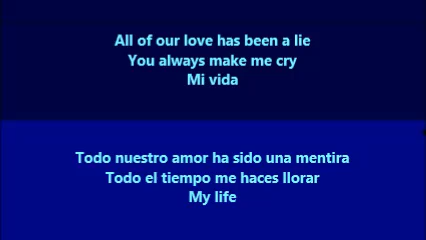 All of our love has been a lie
You always make me cry
Mi vida
Todo nuestro amor ha sido una mentira
Todo el tiempo me haces llorar
My life